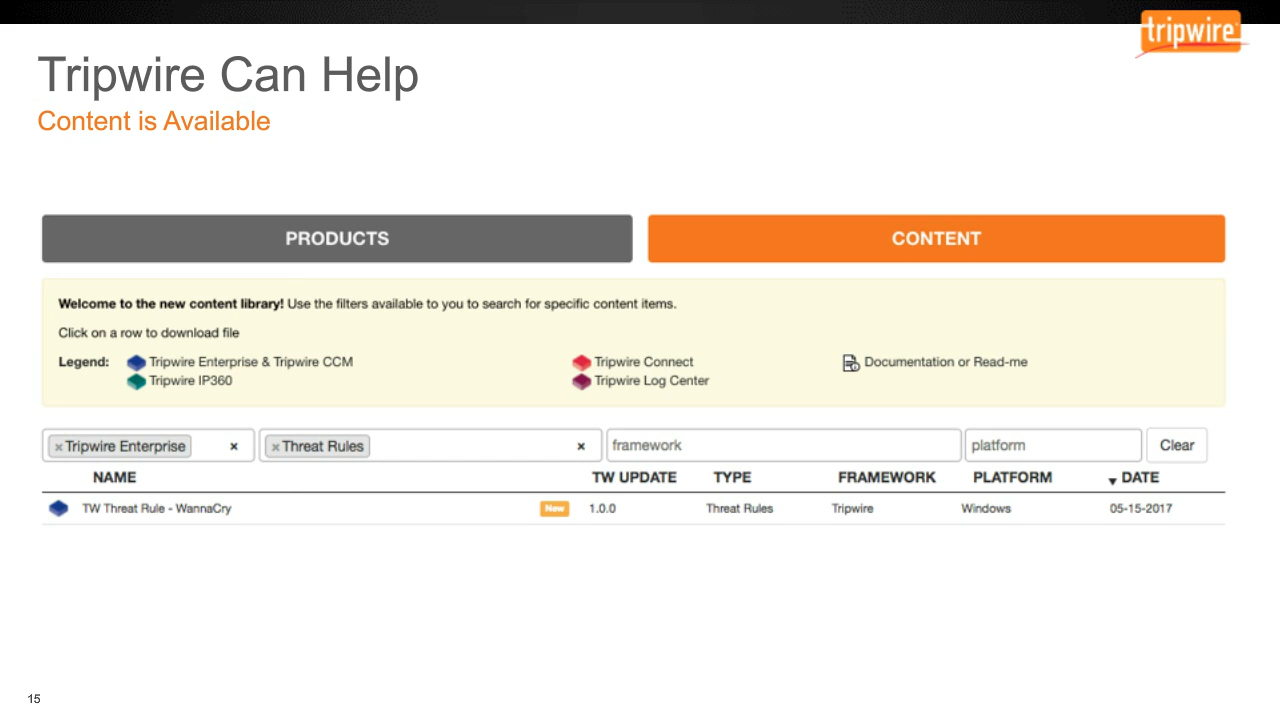 tripwire
Tripwire Can Help
Content is Available
PRODUCTS CONTENT
Welcome to the new content library! Use the filters available to you to search for specific content items.
Click on a row to download file
Legend: Tripwire Enterprise & Tripwire CCM Tripwire Connect Documentation or Read-me
Tripwire IP360 Tripwire Log Center
×Tripwire Enterprise × ×Threat Rules × framework platform Clear
NAME TW UPDATE TYPE FRAMEWORK PLATFORM ▼ DATE
TW Threat Rule - WannaCry New 1.0.0 Threat Rules Tripwire Windows 05-15-2017
15